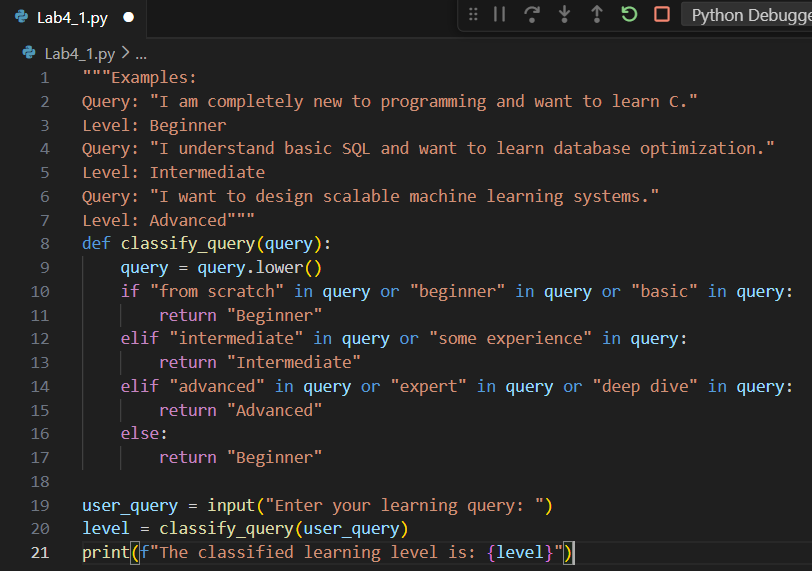 Lab4_1.py
Python Debugge
Lab4_1.py > ...
1 """Examples:
2 Query: "I am completely new to programming and want to learn C."
3 Level: Beginner
4 Query: "I understand basic SQL and want to learn database optimization."
5 Level: Intermediate
6 Query: "I want to design scalable machine learning systems."
7 Level: Advanced"""
8 def classify_query(query):
9     query = query.lower()
10     if "from scratch" in query or "beginner" in query or "basic" in query:
11         return "Beginner"
12     elif "intermediate" in query or "some experience" in query:
13         return "Intermediate"
14     elif "advanced" in query or "expert" in query or "deep dive" in query:
15         return "Advanced"
16     else:
17         return "Beginner"
18
19 user_query = input("Enter your learning query: ")
20 level = classify_query(user_query)
21 print(f"The classified learning level is: {level}")